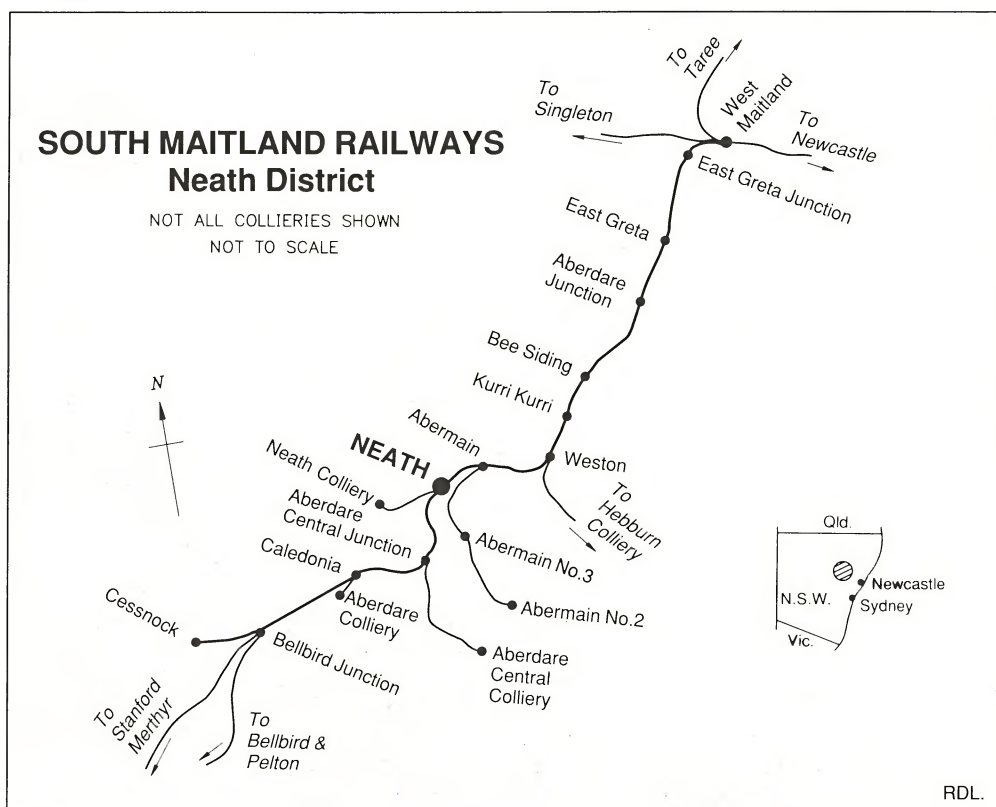 SOUTH MAITLAND RAILWAYS
Neath District
NOT ALL COLLIERIES SHOWN
NOT TO SCALE
To
Taree
To
Singleton
West
Maitland
To
Newcastle
East Greta Junction
East Greta
Aberdare
Junction
Bee Siding
Kurri Kurri
Weston
To
Hebburn
Colliery
Abermain
NEATH
Neath Colliery
Abermain No.3
Abermain No.2
Aberdare
Central Junction
Aberdare
Central
Colliery
Caledonia
Aberdare
Colliery
Cessnock
Bellbird Junction
To
Stanford
Merthyr
To
Bellbird &
Pelton
N
Qld.
N.S.W.
Newcastle
Sydney
Vic.
RDL.